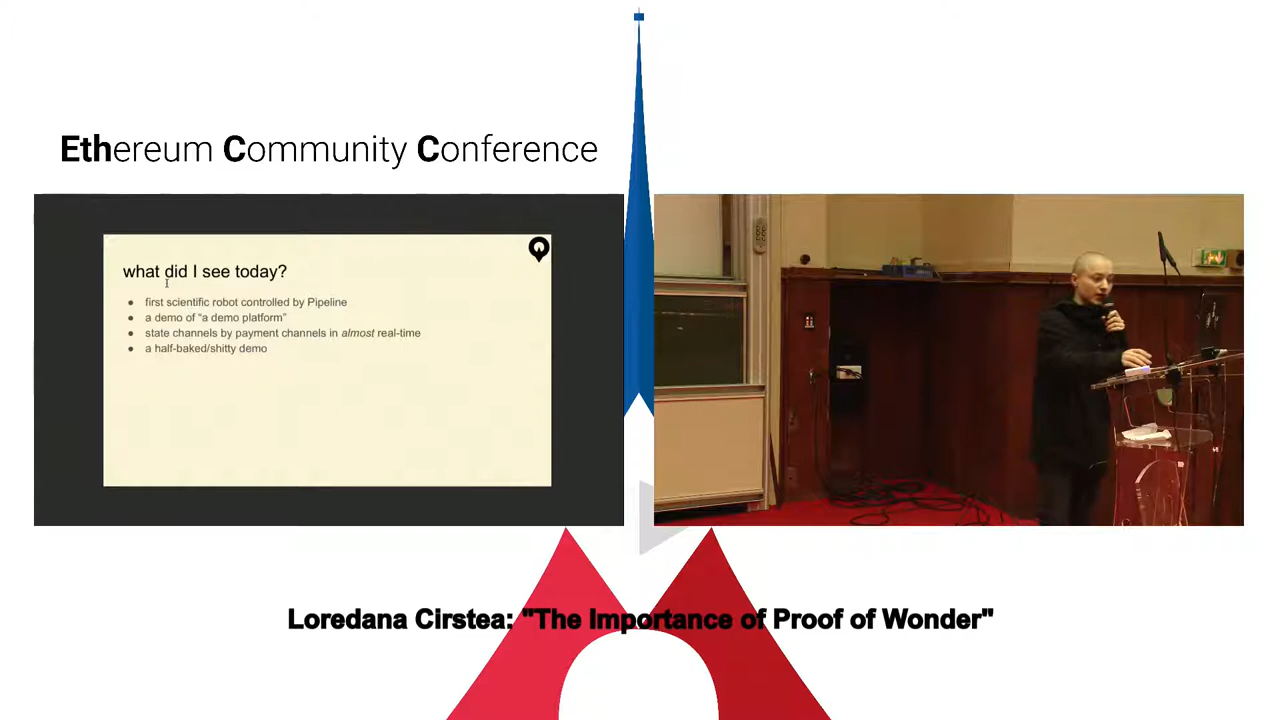 Ethereum Community Conference
what did I see today?
● first scientific robot controlled by Pipeline
● a demo of “a demo platform”
● state channels by payment channels in almost real-time
● a half-baked/shitty demo
Loredana Cirstea: "The Importance of Proof of Wonder"